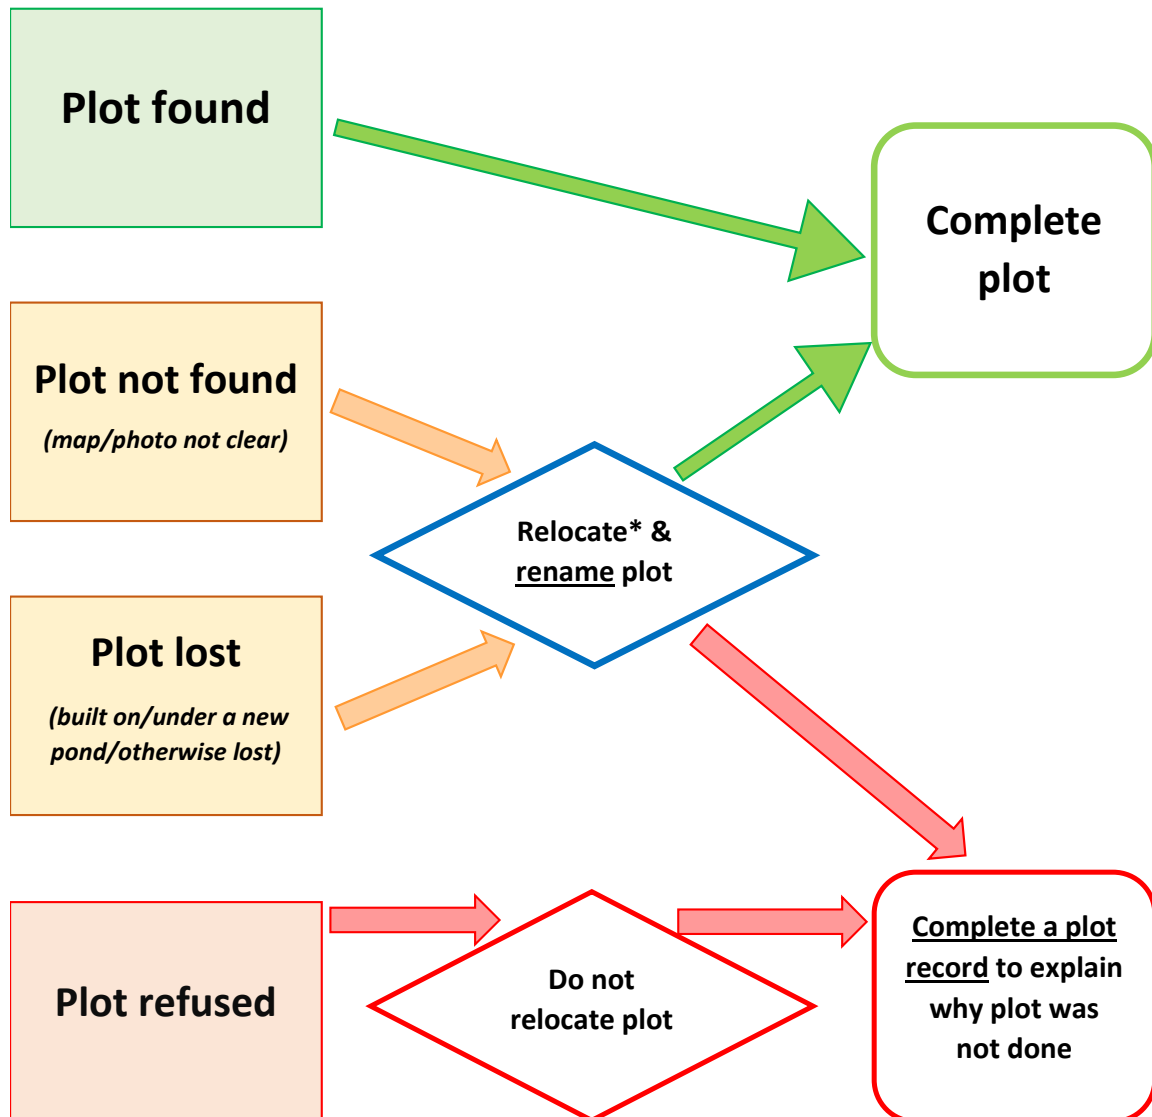 Plot found
Complete
plot
Plot not found
(map/photo not clear)
Relocate* &
rename plot
Plot lost
(built on/under a new
pond/otherwise lost)
Plot refused
Do not
relocate plot
Complete a plot
record to explain
why plot was
not done